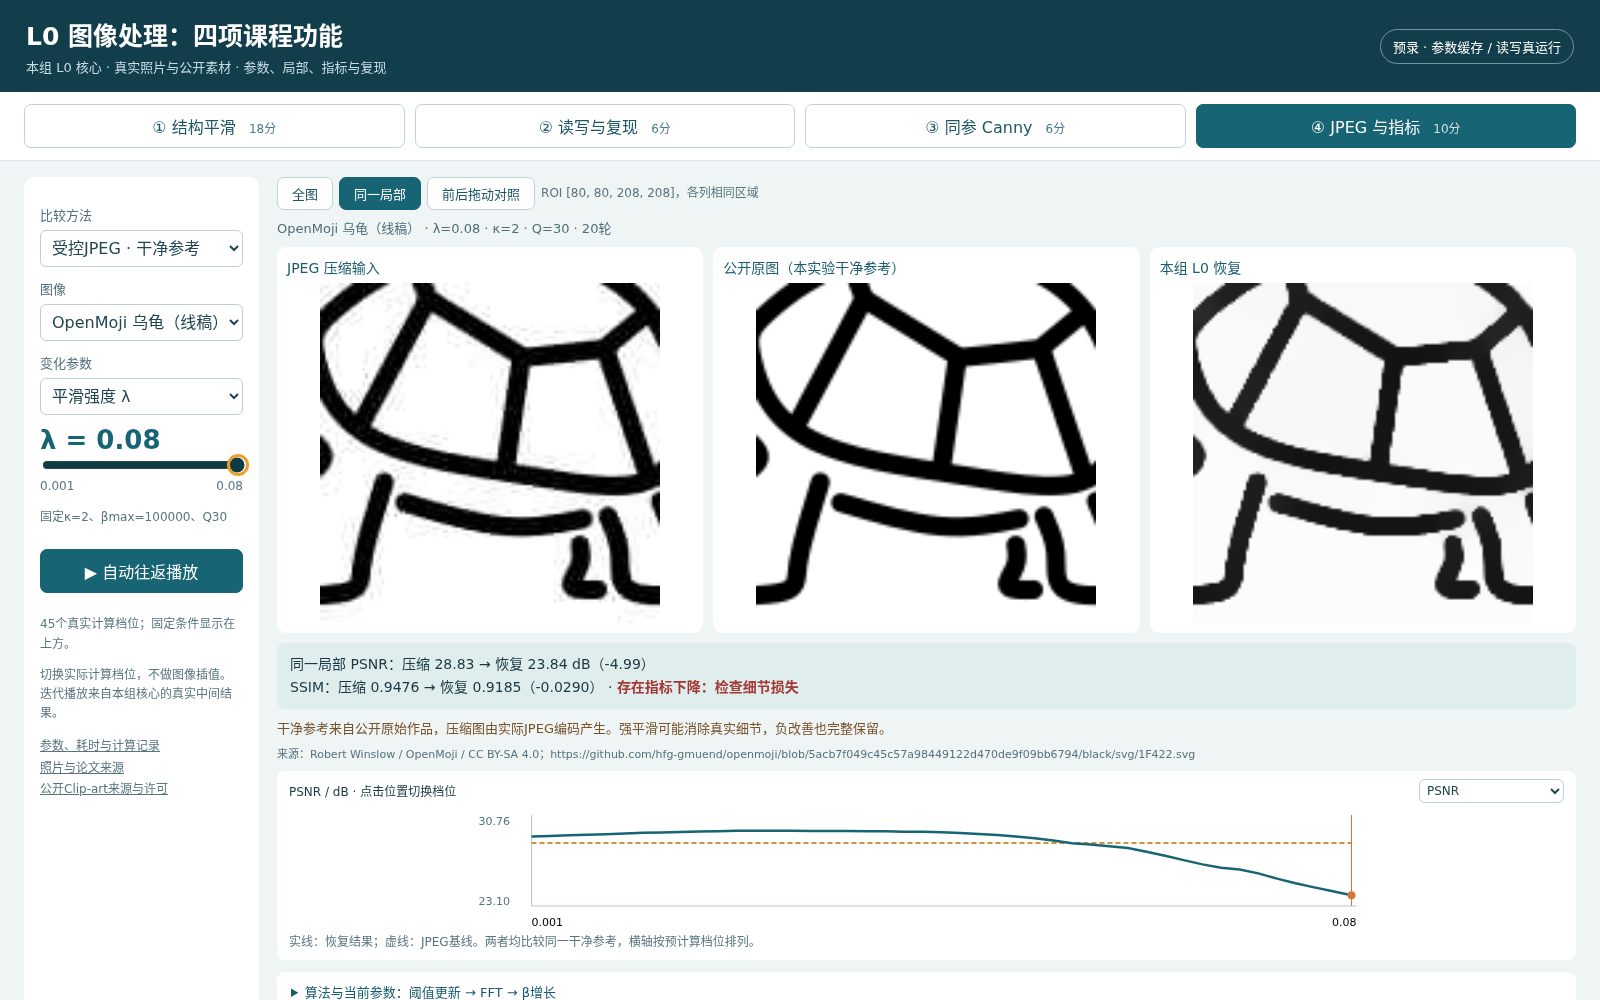 L0 图像处理：四项课程功能
本组 L0 核心 · 真实照片与公开素材 · 参数、局部、指标与复现
预录 · 参数缓存 / 读写真运行
① 结构平滑 18分
② 读写与复现 6分
③ 同参 Canny 6分
④ JPEG 与指标 10分
比较方法
受控JPEG · 干净参考
图像
OpenMoji 乌龟（线稿）
变化参数
平滑强度 λ
λ = 0.08
0.001 0.08
固定κ=2、βmax=100000、Q30
▶ 自动往返播放
45个真实计算档位；固定条件显示在
上方。
切换实际计算档位，不做图像插值。
迭代播放来自本组核心的真实中间结
果。
参数、耗时与计算记录
照片与论文来源
公开Clip-art来源与许可
全图 同一局部 前后拖动对照 ROI [80, 80, 208, 208]，各列相同区域
OpenMoji 乌龟（线稿） · λ=0.08 · κ=2 · Q=30 · 20轮
JPEG 压缩输入
公开原图（本实验干净参考）
本组 L0 恢复
同一局部 PSNR：压缩 28.83 → 恢复 23.84 dB（-4.99）
SSIM：压缩 0.9476 → 恢复 0.9185（-0.0290） · 存在指标下降：检查细节损失
干净参考来自公开原始作品，压缩图由实际JPEG编码产生。强平滑可能消除真实细节，负改善也完整保留。
来源：Robert Winslow / OpenMoji / CC BY-SA 4.0；https://github.com/hfg-gmuend/openmoji/blob/5acb7f049c45c57a98449122d470de9f09bb6794/black/svg/1F422.svg
PSNR / dB · 点击位置切换档位
PSNR
30.76
23.10
0.001 0.08
实线：恢复结果；虚线：JPEG基线。两者均比较同一干净参考，横轴按预计算档位排列。
▶ 算法与当前参数：阈值更新 → FFT → β增长